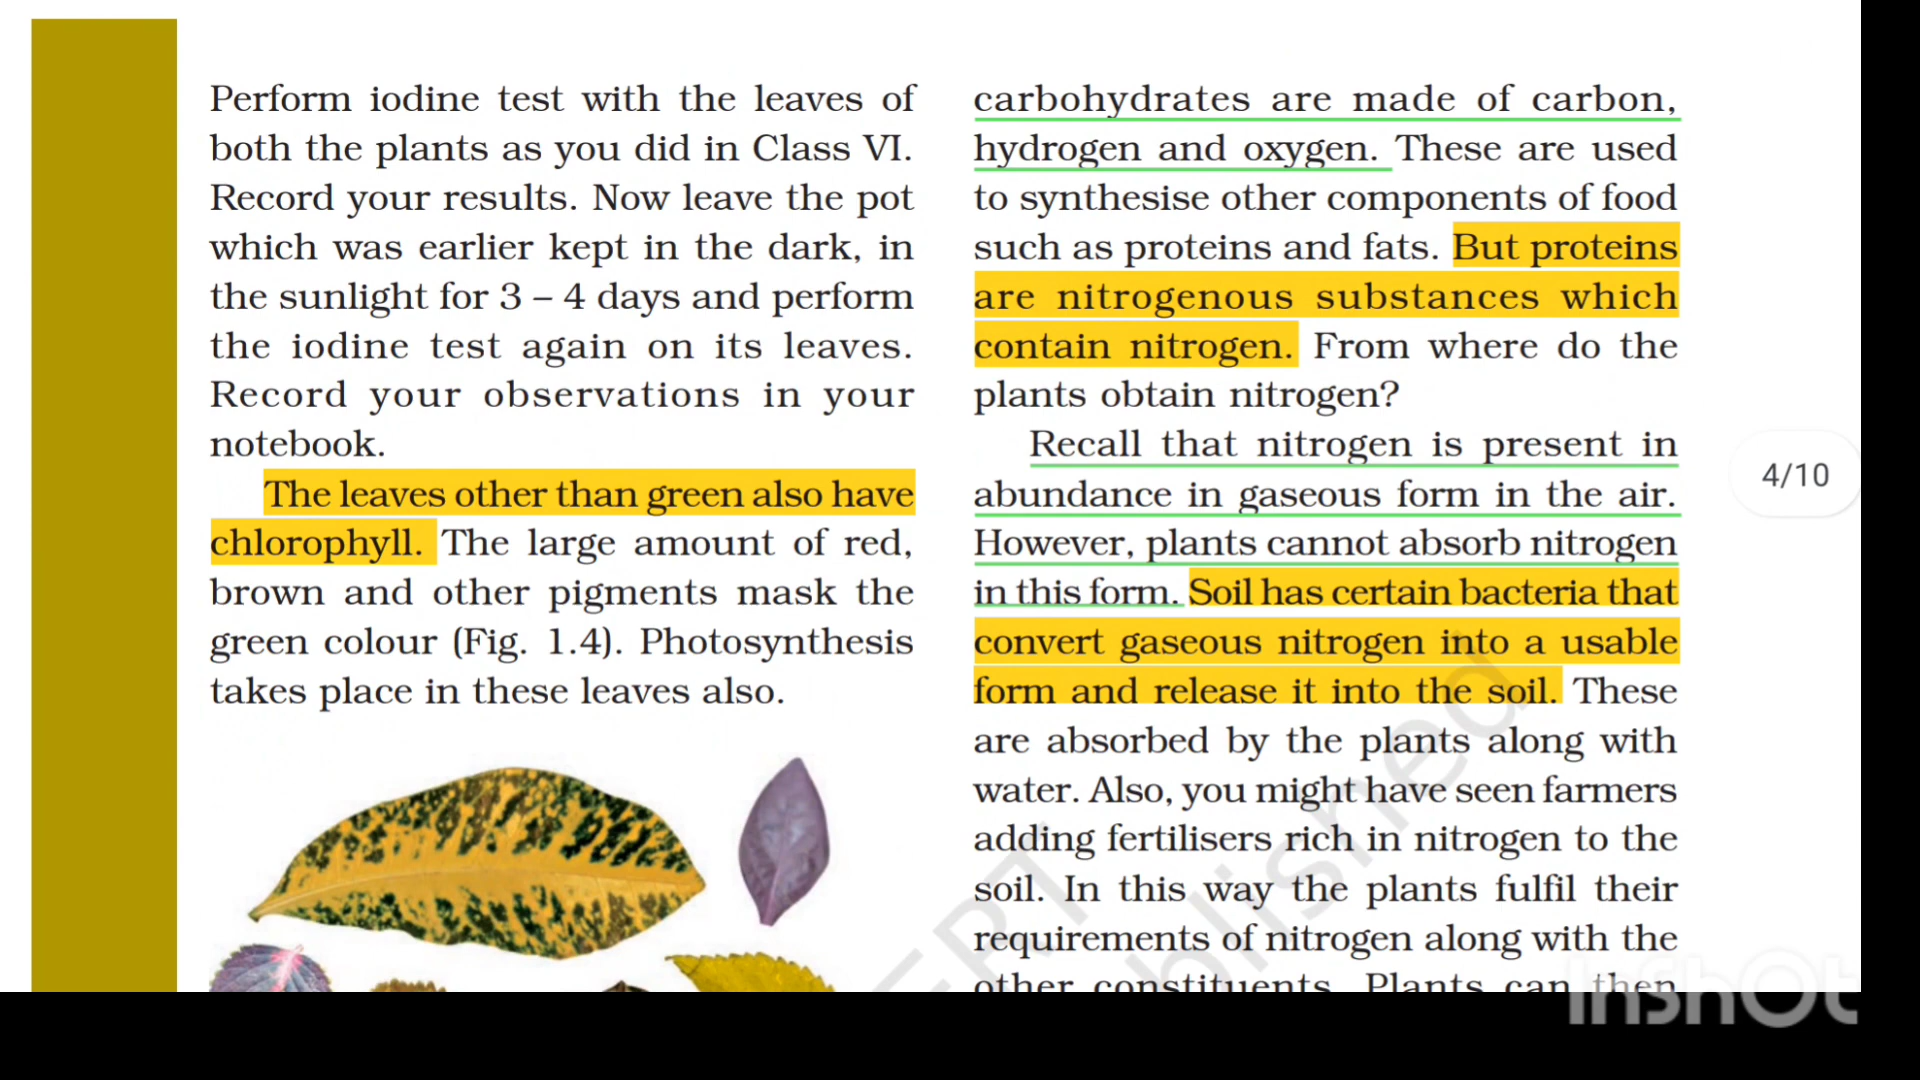 Perform iodine test with the leaves of
both the plants as you did in Class VI.
Record your results. Now leave the pot
which was earlier kept in the dark, in
the sunlight for 3 – 4 days and perform
the iodine test again on its leaves.
Record your observations in your
notebook.
The leaves other than green also have
chlorophyll. The large amount of red,
brown and other pigments mask the
green colour (Fig. 1.4). Photosynthesis
takes place in these leaves also.
carbohydrates are made of carbon,
hydrogen and oxygen. These are used
to synthesise other components of food
such as proteins and fats. But proteins
are nitrogenous substances which
contain nitrogen. From where do the
plants obtain nitrogen?
Recall that nitrogen is present in
abundance in gaseous form in the air.
However, plants cannot absorb nitrogen
in this form. Soil has certain bacteria that
convert gaseous nitrogen into a usable
form and release it into the soil. These
are absorbed by the plants along with
water. Also, you might have seen farmers
adding fertilisers rich in nitrogen to the
soil. In this way the plants fulfil their
requirements of nitrogen along with the
other constituents. Plants can then
4/10
InShOt